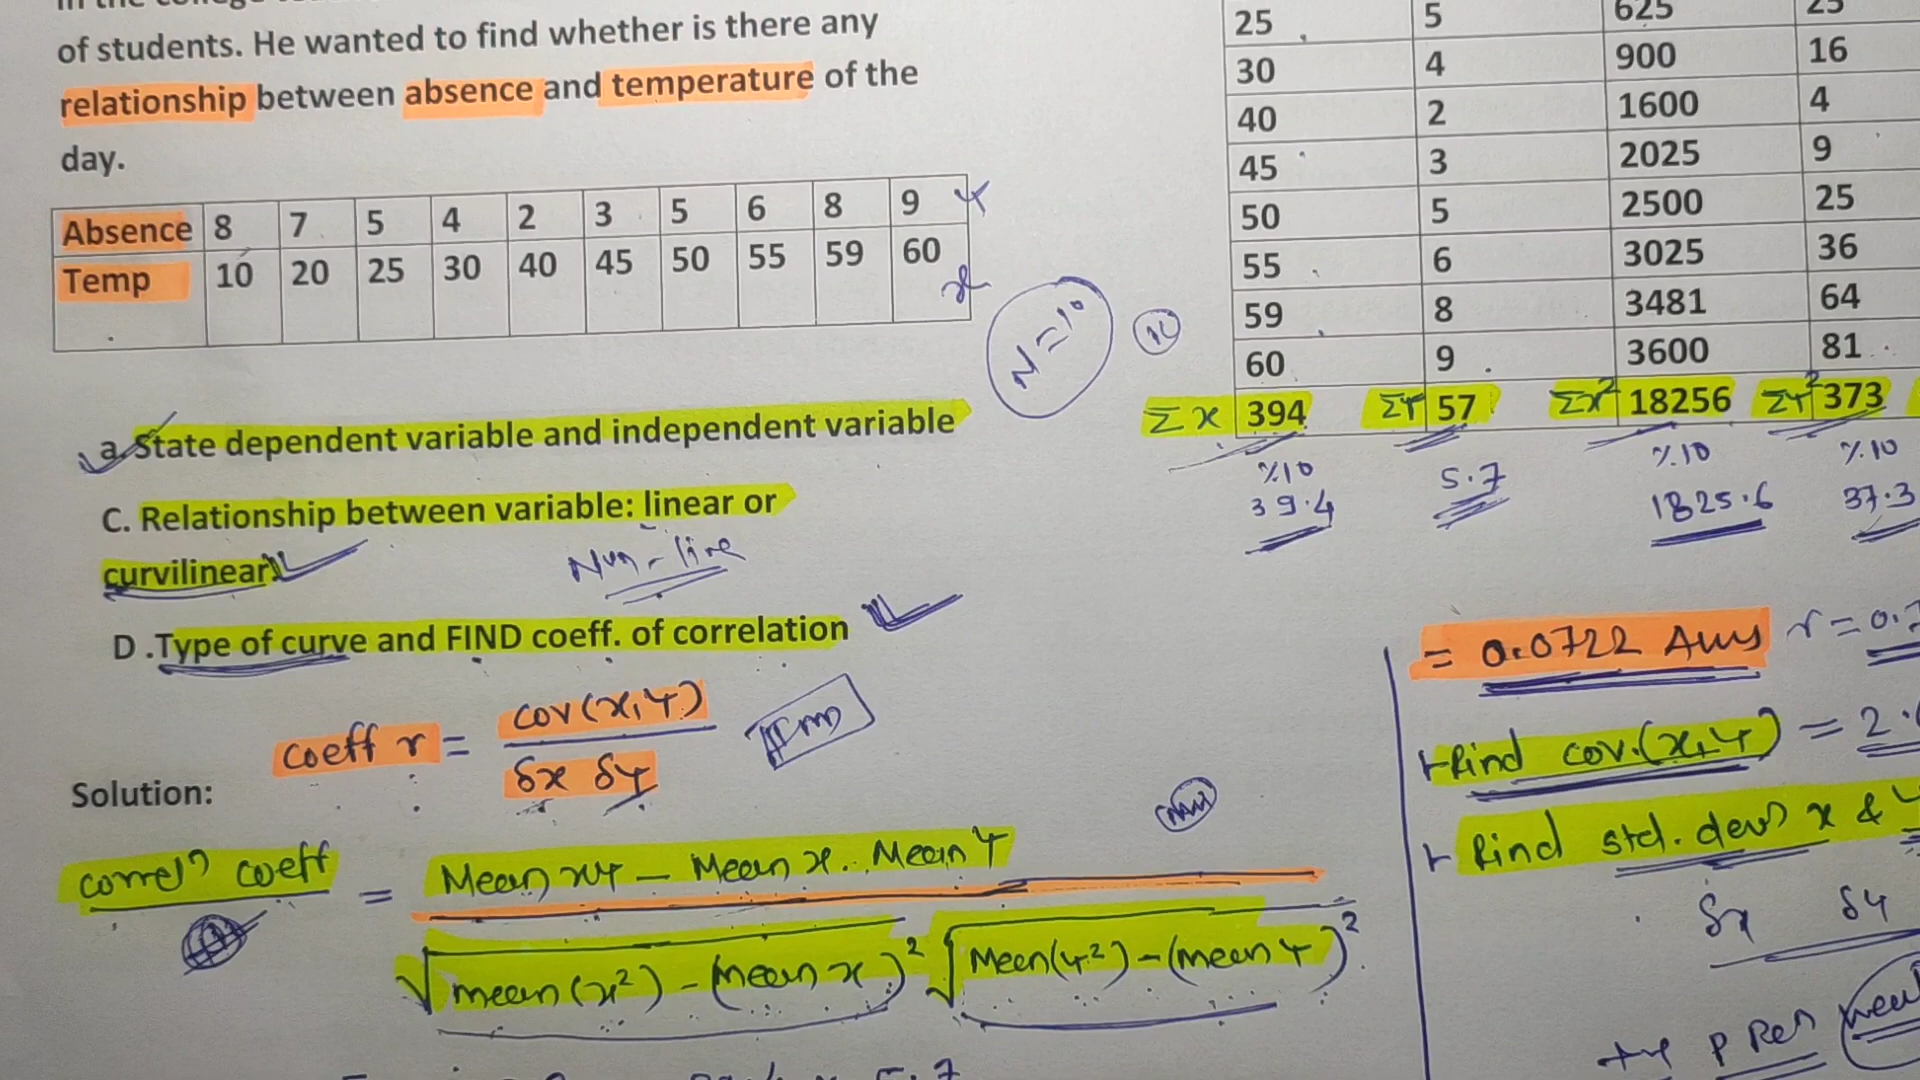 of students. He wanted to find whether is there any
relationship between absence and temperature of the
day.
Absence 8 7 5 4 2 3 5 6 8 9 Y
Temp 10 20 25 30 40 45 50 55 59 60 x
N=10
a. State dependent variable and independent variable
C. Relationship between variable: linear or
curvilinear
Non-line
D .Type of curve and FIND coeff. of correlation
coeff r = cov(x,Y)
δx δy
Imp
Solution:
correln coeff = Mean xy – Mean x . Mean Y
√mean(x²) – (mean x)² √Mean(y²) – (mean Y)²
25 5 625 25
30 4 900 16
40 2 1600 4
45 3 2025 9
50 5 2500 25
55 6 3025 36
59 8 3481 64
60 9 3600 81
Σx 394 ΣY 57 Σx² 18256 ΣY² 373
%10 %10 %10
39.4 5.7 1825.6 37.3
= 0.0722 Ans r = 0.
Find cov.(x,Y) = 2.
Find std. devn x &
δx δy
+ve
5.7